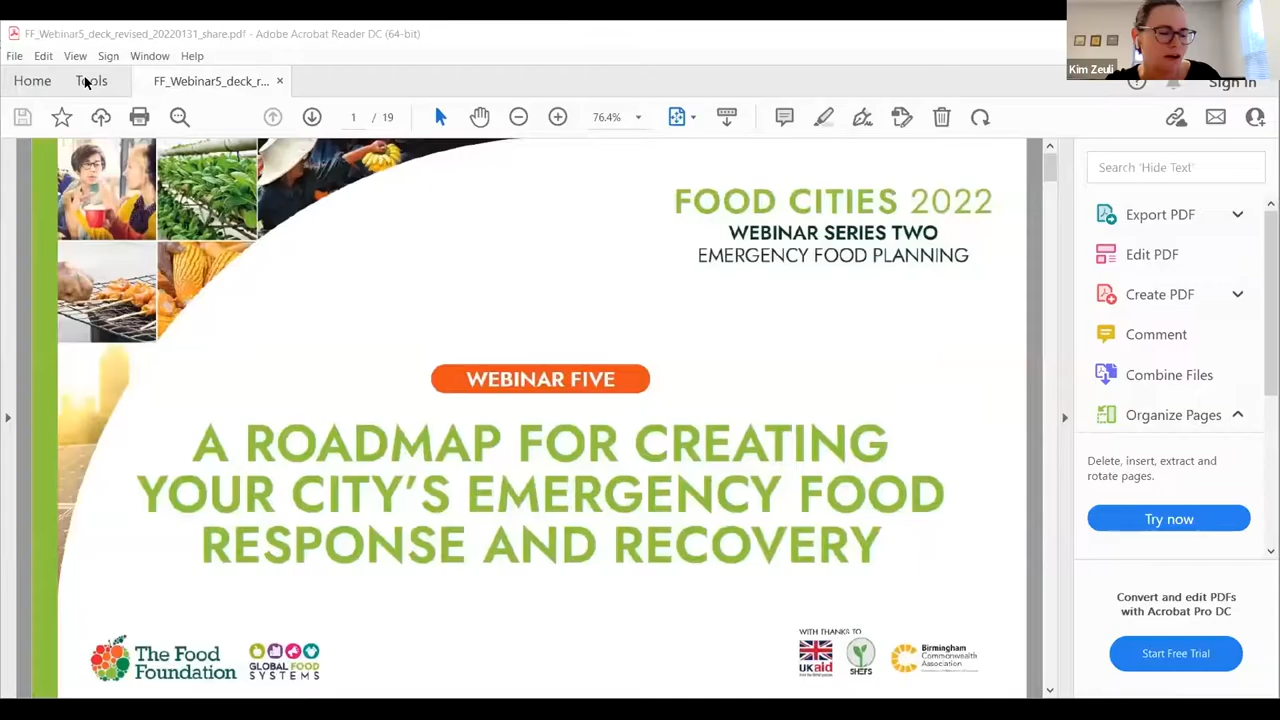 FF_Webinar5_deck_revised_20220131_share.pdf - Adobe Acrobat Reader DC (64-bit)
File Edit View Sign Window Help
Kim Zeuli
Home Tools FF_Webinar5_deck_r... × Sign In
1 / 19 76.4%
Search 'Hide Text'
Export PDF
Edit PDF
Create PDF
Comment
Combine Files
Organize Pages
Delete, insert, extract and
rotate pages.
Try now
Convert and edit PDFs
with Acrobat Pro DC
Start Free Trial
FOOD CITIES 2022
WEBINAR SERIES TWO
EMERGENCY FOOD PLANNING
WEBINAR FIVE
A ROADMAP FOR CREATING
YOUR CITY'S EMERGENCY FOOD
RESPONSE AND RECOVERY
The Food
Foundation
GLOBAL FOOD
SYSTEMS
WITH THANKS TO
UKaid
SHEFS
Birmingham
Commonwealth
Association